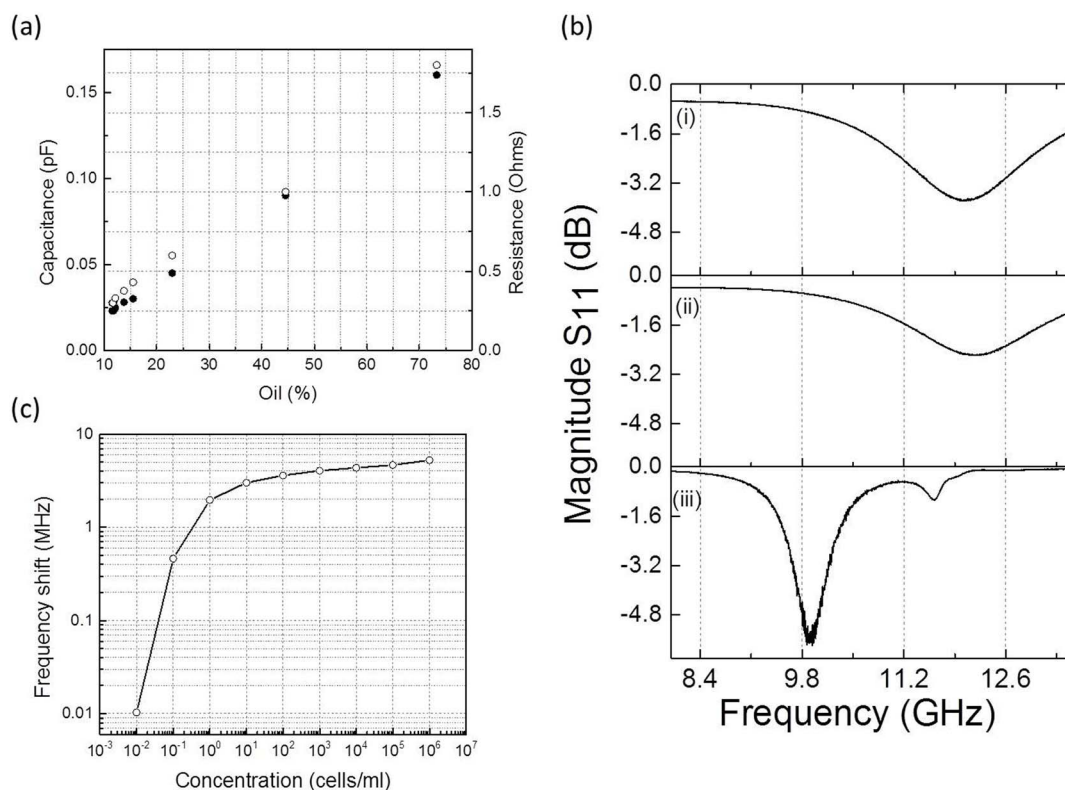 (a)
0.15
0.10
0.05
0.00
Capacitance (pF)
1.5
1.0
0.5
0.0
Resistance (Ohms)
10 20 30 40 50 60 70 80
Oil (%)
(b)
0.0
-1.6
-3.2
-4.8
(i)
0.0
-1.6
-3.2
-4.8
(ii)
0.0
-1.6
-3.2
-4.8
(iii)
Magnitude S11 (dB)
8.4 9.8 11.2 12.6
Frequency (GHz)
(c)
10
1
0.1
0.01
Frequency shift (MHz)
10-3 10-2 10-1 100 101 102 103 104 105 106 107
Concentration (cells/ml)